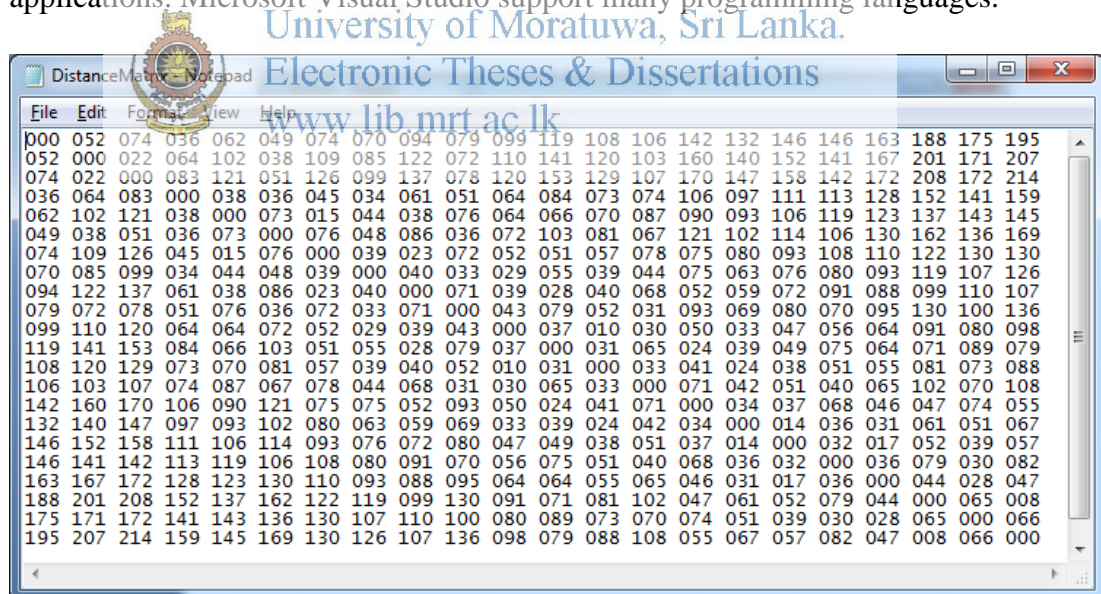 applications. Microsoft Visual Studio support many programming languages.
University of Moratuwa, Sri Lanka.
DistanceMatrix - Notepad
Electronic Theses & Dissertations
File Edit Format View Help
www.lib.mrt.ac.lk
000 052 074 036 062 049 074 070 094 079 099 119 108 106 142 132 146 146 163 188 175 195
052 000 022 064 102 038 109 085 122 072 110 141 120 103 160 140 152 141 167 201 171 207
074 022 000 083 121 051 126 099 137 078 120 153 129 107 170 147 158 142 172 208 172 214
036 064 083 000 038 036 045 034 061 051 064 084 073 074 106 097 111 113 128 152 141 159
062 102 121 038 000 073 015 044 038 076 064 066 070 087 090 093 106 119 123 137 143 145
049 038 051 036 073 000 076 048 086 036 072 103 081 067 121 102 114 106 130 162 136 169
074 109 126 045 015 076 000 039 023 072 052 051 057 078 075 080 093 108 110 122 130 130
070 085 099 034 044 048 039 000 040 033 029 055 039 044 075 063 076 080 093 119 107 126
094 122 137 061 038 086 023 040 000 071 039 028 040 068 052 059 072 091 088 099 110 107
079 072 078 051 076 036 072 033 071 000 043 079 052 031 093 069 080 070 095 130 100 136
099 110 120 064 064 072 052 029 039 043 000 037 010 030 050 033 047 056 064 091 080 098
119 141 153 084 066 103 051 055 028 079 037 000 031 065 024 039 049 075 064 071 089 079
108 120 129 073 070 081 057 039 040 052 010 031 000 033 041 024 038 051 055 081 073 088
106 103 107 074 087 067 078 044 068 031 030 065 033 000 071 042 051 040 065 102 070 108
142 160 170 106 090 121 075 075 052 093 050 024 041 071 000 034 037 068 046 047 074 055
132 140 147 097 093 102 080 063 059 069 033 039 024 042 034 000 014 036 031 061 051 067
146 152 158 111 106 114 093 076 072 080 047 049 038 051 037 014 000 032 017 052 039 057
146 141 142 113 119 106 108 080 091 070 056 075 051 040 068 036 032 000 036 079 030 082
163 167 172 128 123 130 110 093 088 095 064 064 055 065 046 031 017 036 000 044 028 047
188 201 208 152 137 162 122 119 099 130 091 071 081 102 047 061 052 079 044 000 065 008
175 171 172 141 143 136 130 107 110 100 080 089 073 070 074 051 039 030 028 065 000 066
195 207 214 159 145 169 130 126 107 136 098 079 088 108 055 067 057 082 047 008 066 000